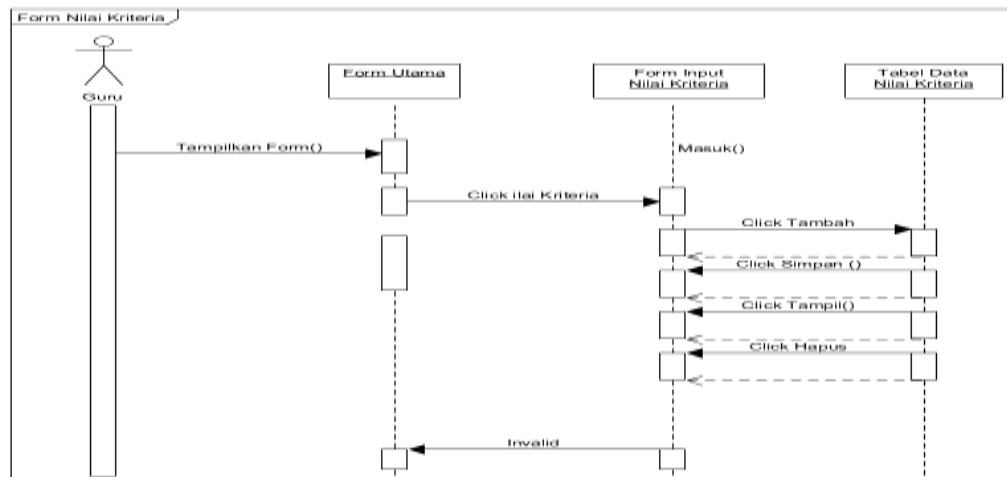 Form Nilai Kriteria
Guru
Form Utama
Form Input
Nilai Kriteria
Tabel Data
Nilai Kriteria
Tampilkan Form()
Masuk()
Click ilai Kriteria
Click Tambah
Click Simpan ()
Click Tampil()
Click Hapus
Invalid